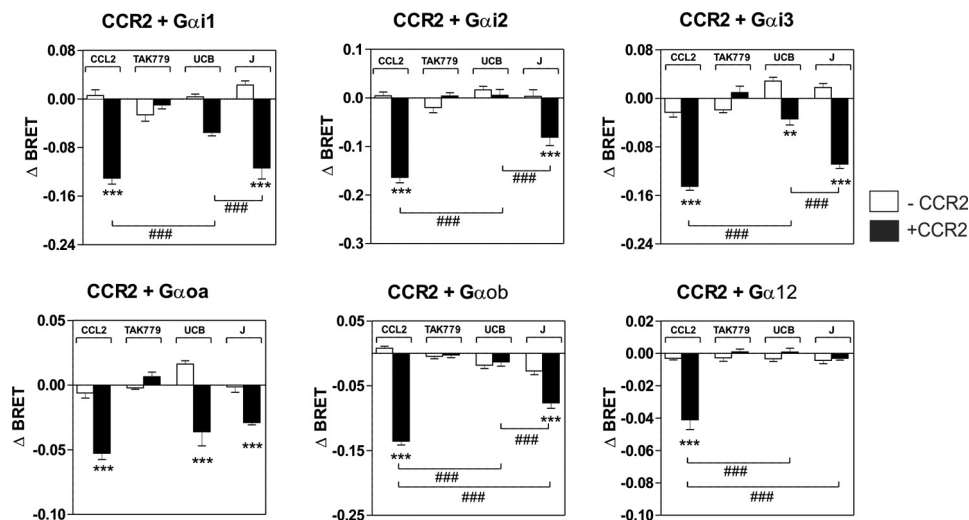 CCR2 + Gαi1
CCR2 + Gαi2
CCR2 + Gαi3
0.08
0.00
-0.08
-0.16
-0.24
Δ BRET
CCL2 TAK779 UCB J
***
***
###
###
0.1
0.0
-0.1
-0.2
-0.3
Δ BRET
CCL2 TAK779 UCB J
***
***
###
###
0.08
0.00
-0.08
-0.16
-0.24
Δ BRET
CCL2 TAK779 UCB J
***
**
***
###
###
- CCR2
+CCR2
CCR2 + Gαoa
CCR2 + Gαob
CCR2 + Gα12
0.05
0.00
-0.05
-0.10
Δ BRET
CCL2 TAK779 UCB J
***
***
***
0.05
-0.05
-0.15
-0.25
Δ BRET
CCL2 TAK779 UCB J
***
***
###
###
###
0.02
0.00
-0.02
-0.04
-0.06
-0.08
-0.10
Δ BRET
CCL2 TAK779 UCB J
***
###
###